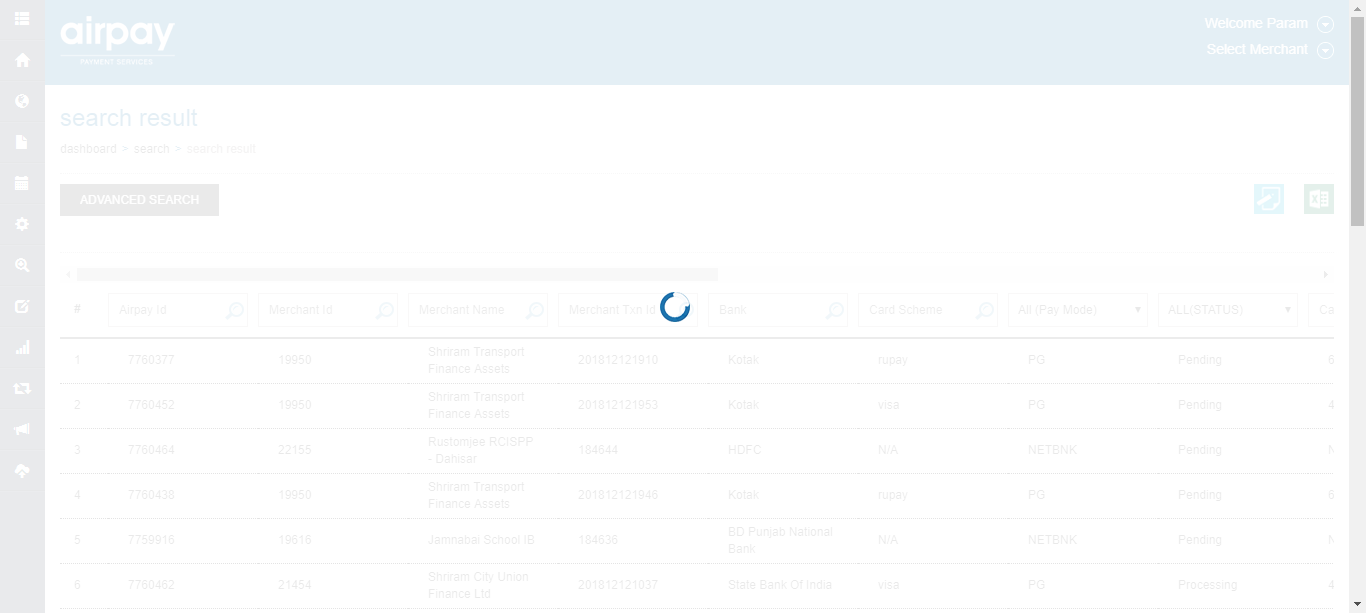 airpay
PAYMENT SERVICES
Welcome Param
Select Merchant
search result
dashboard > search > search result
ADVANCED SEARCH
# Airpay Id Merchant Id Merchant Name Merchant Txn Id Bank Card Scheme All (Pay Mode) ALL(STATUS) Ca
1 7760377 19950 Shriram Transport Finance Assets 201812121910 Kotak rupay PG Pending 6
2 7760452 19950 Shriram Transport Finance Assets 201812121953 Kotak visa PG Pending 4
3 7760464 22155 Rustomjee RCISPP - Dahisar 184644 HDFC N/A NETBNK Pending N
4 7760438 19950 Shriram Transport Finance Assets 201812121946 Kotak rupay PG Pending 6
5 7759916 19616 Jamnabai School IB 184636 BD Punjab National Bank N/A NETBNK Pending N
6 7760462 21454 Shriram City Union Finance Ltd 201812121037 State Bank Of India visa PG Processing 4